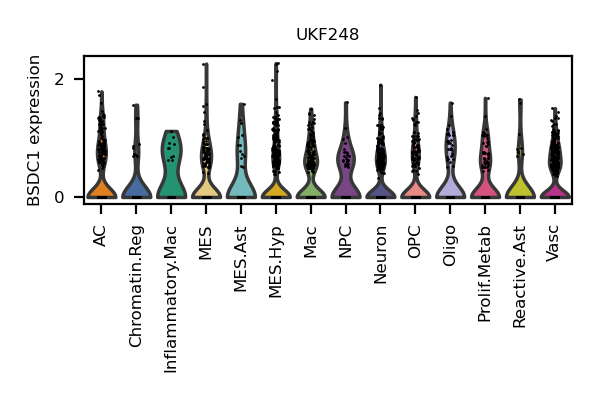 UKF248
BSDC1 expression
2
0
AC
Chromatin.Reg
Inflammatory.Mac
MES
MES.Ast
MES.Hyp
Mac
NPC
Neuron
OPC
Oligo
Prolif.Metab
Reactive.Ast
Vasc